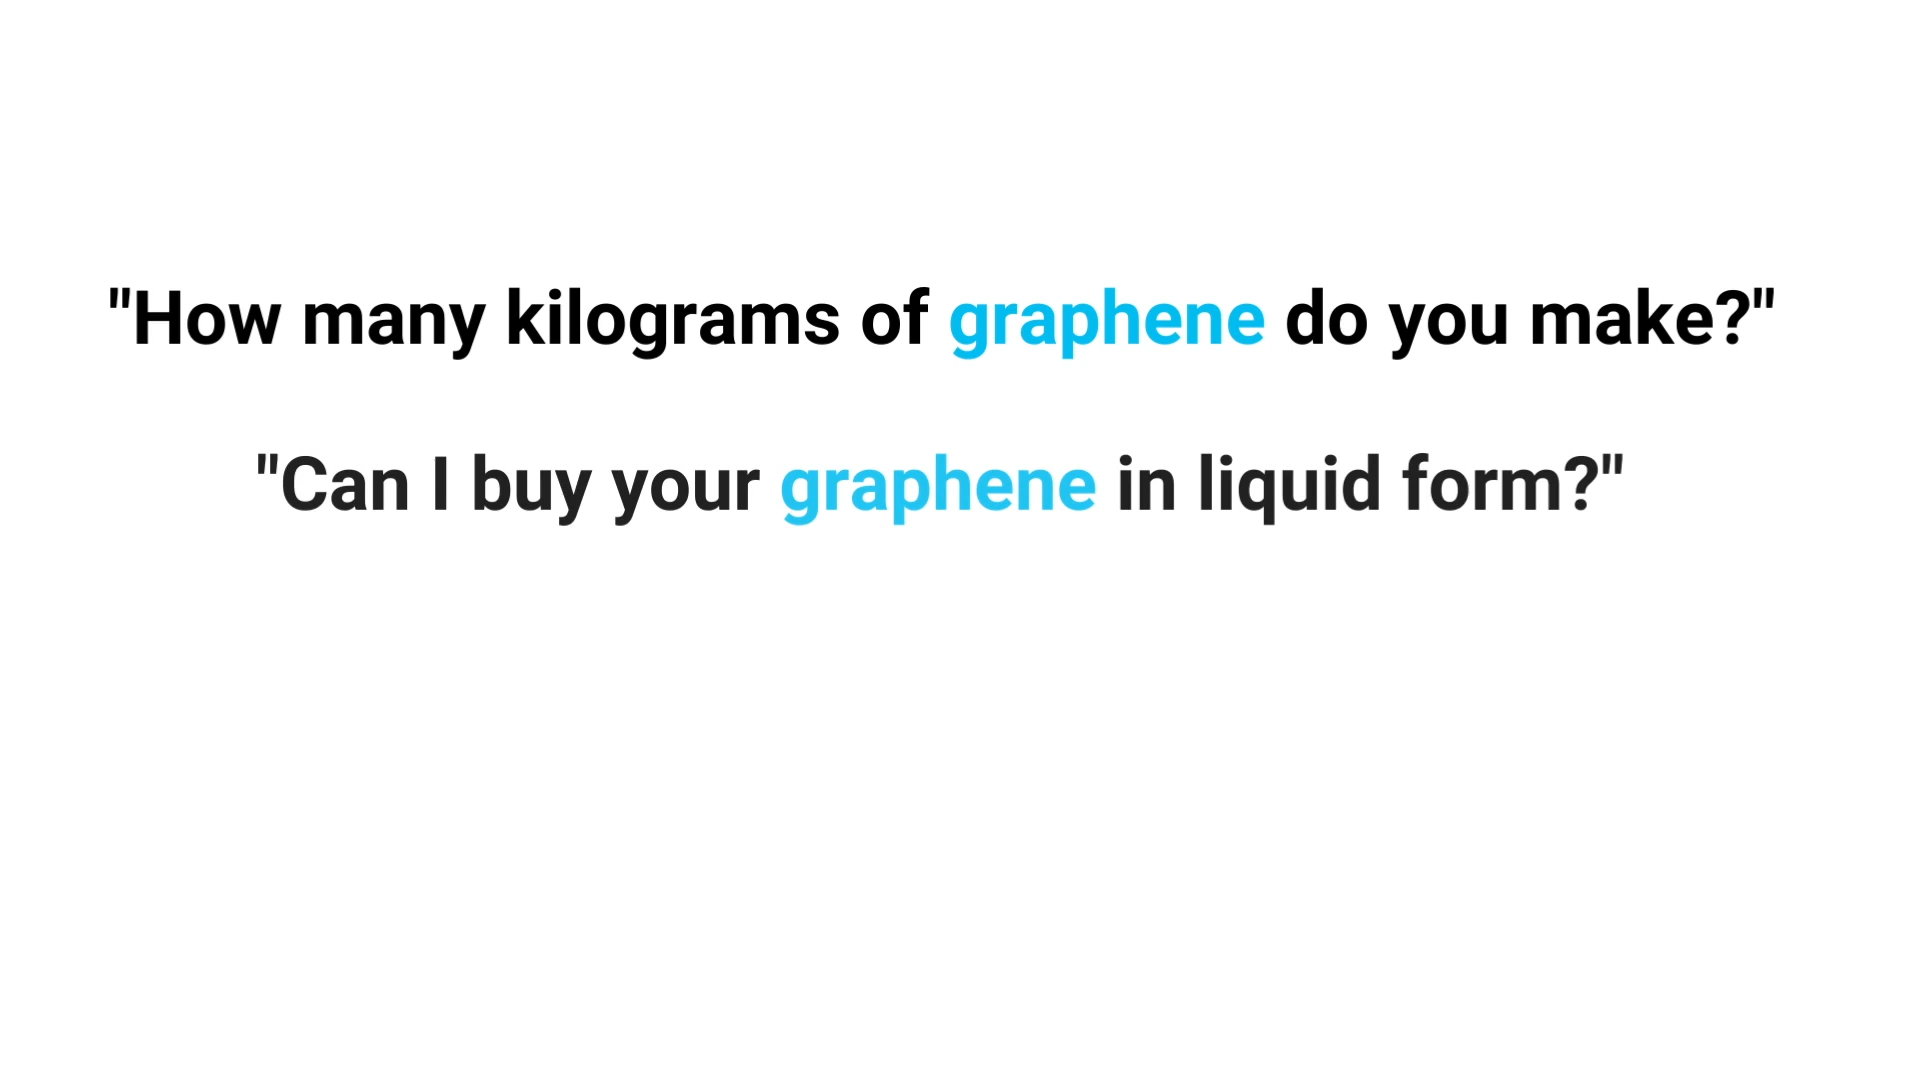 "How many kilograms of graphene do you make?"
"Can I buy your graphene in liquid form?"